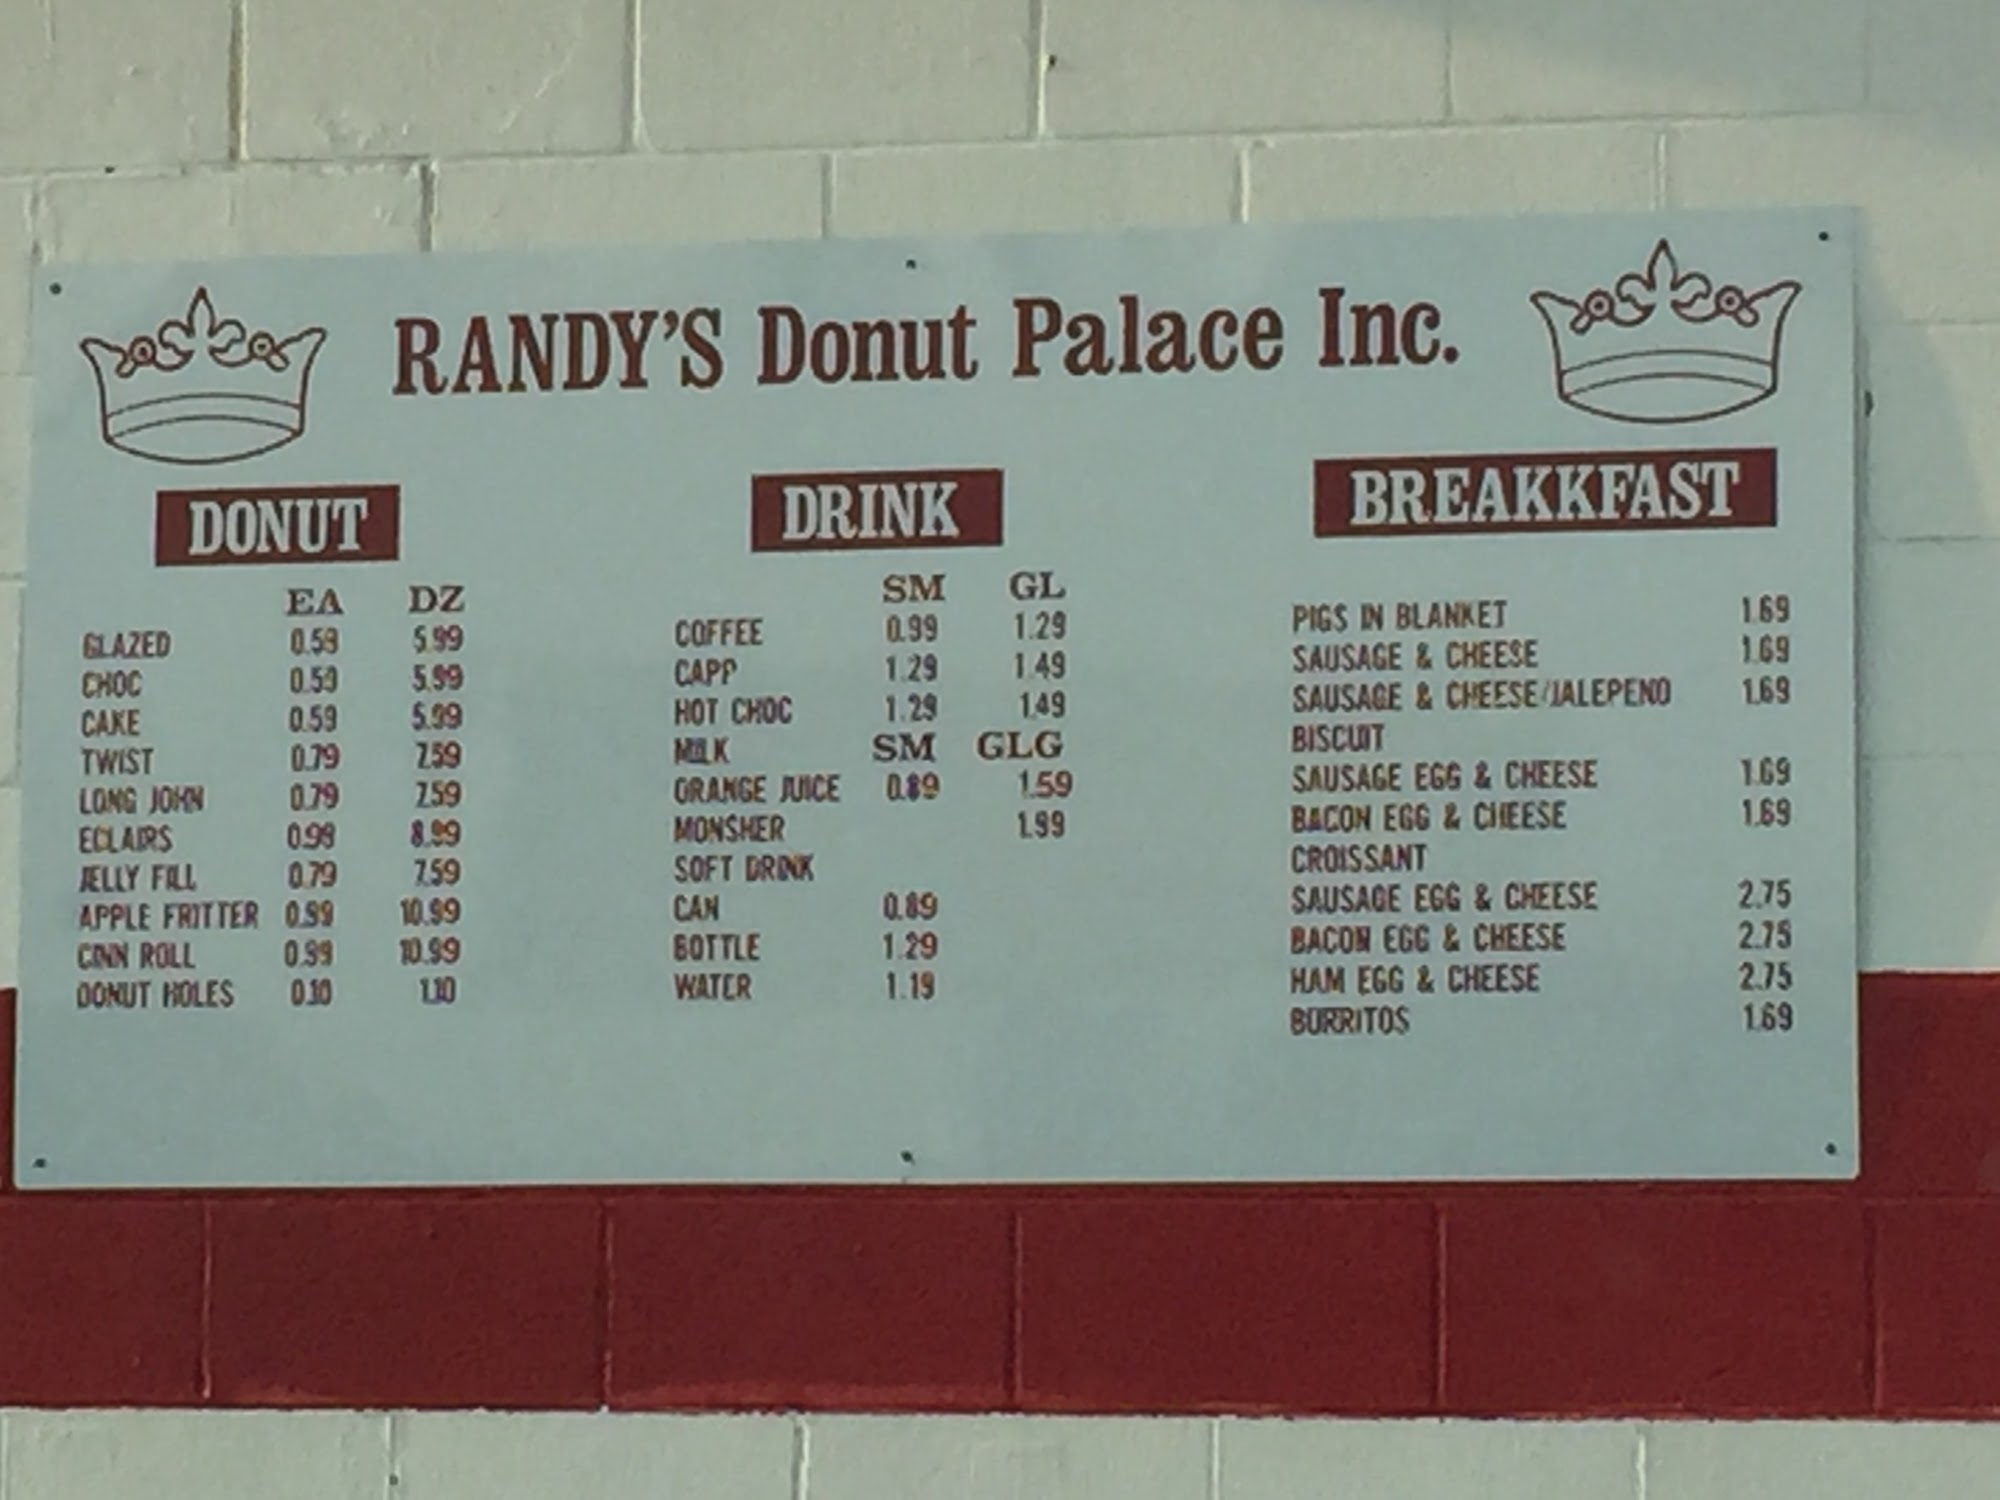 RANDY'S Donut Palace Inc.
DONUT
EA DZ
GLAZED 0.59 5.99
CHOC 0.59 5.99
CAKE 0.59 5.99
TWIST 0.79 7.59
LONG JOHN 0.79 7.59
ECLAIRS 0.99 8.99
JELLY FILL 0.79 7.59
APPLE FRITTER 0.99 10.99
CINN ROLL 0.99 10.99
DONUT HOLES 0.10 1.10
DRINK
SM GL
COFFEE 0.99 1.29
CAPP 1.29 1.49
HOT CHOC 1.29 1.49
MILK SM GLG
ORANGE JUICE 0.89 1.59
MONSHER 1.99
SOFT DRINK
CAN 0.89
BOTTLE 1.29
WATER 1.19
BREAKKFAST
PIGS IN BLANKET 1.69
SAUSAGE & CHEESE 1.69
SAUSAGE & CHEESE/JALEPENO 1.69
BISCUIT
SAUSAGE EGG & CHEESE 1.69
BACON EGG & CHEESE 1.69
CROISSANT
SAUSAGE EGG & CHEESE 2.75
BACON EGG & CHEESE 2.75
HAM EGG & CHEESE 2.75
BURRITOS 1.69